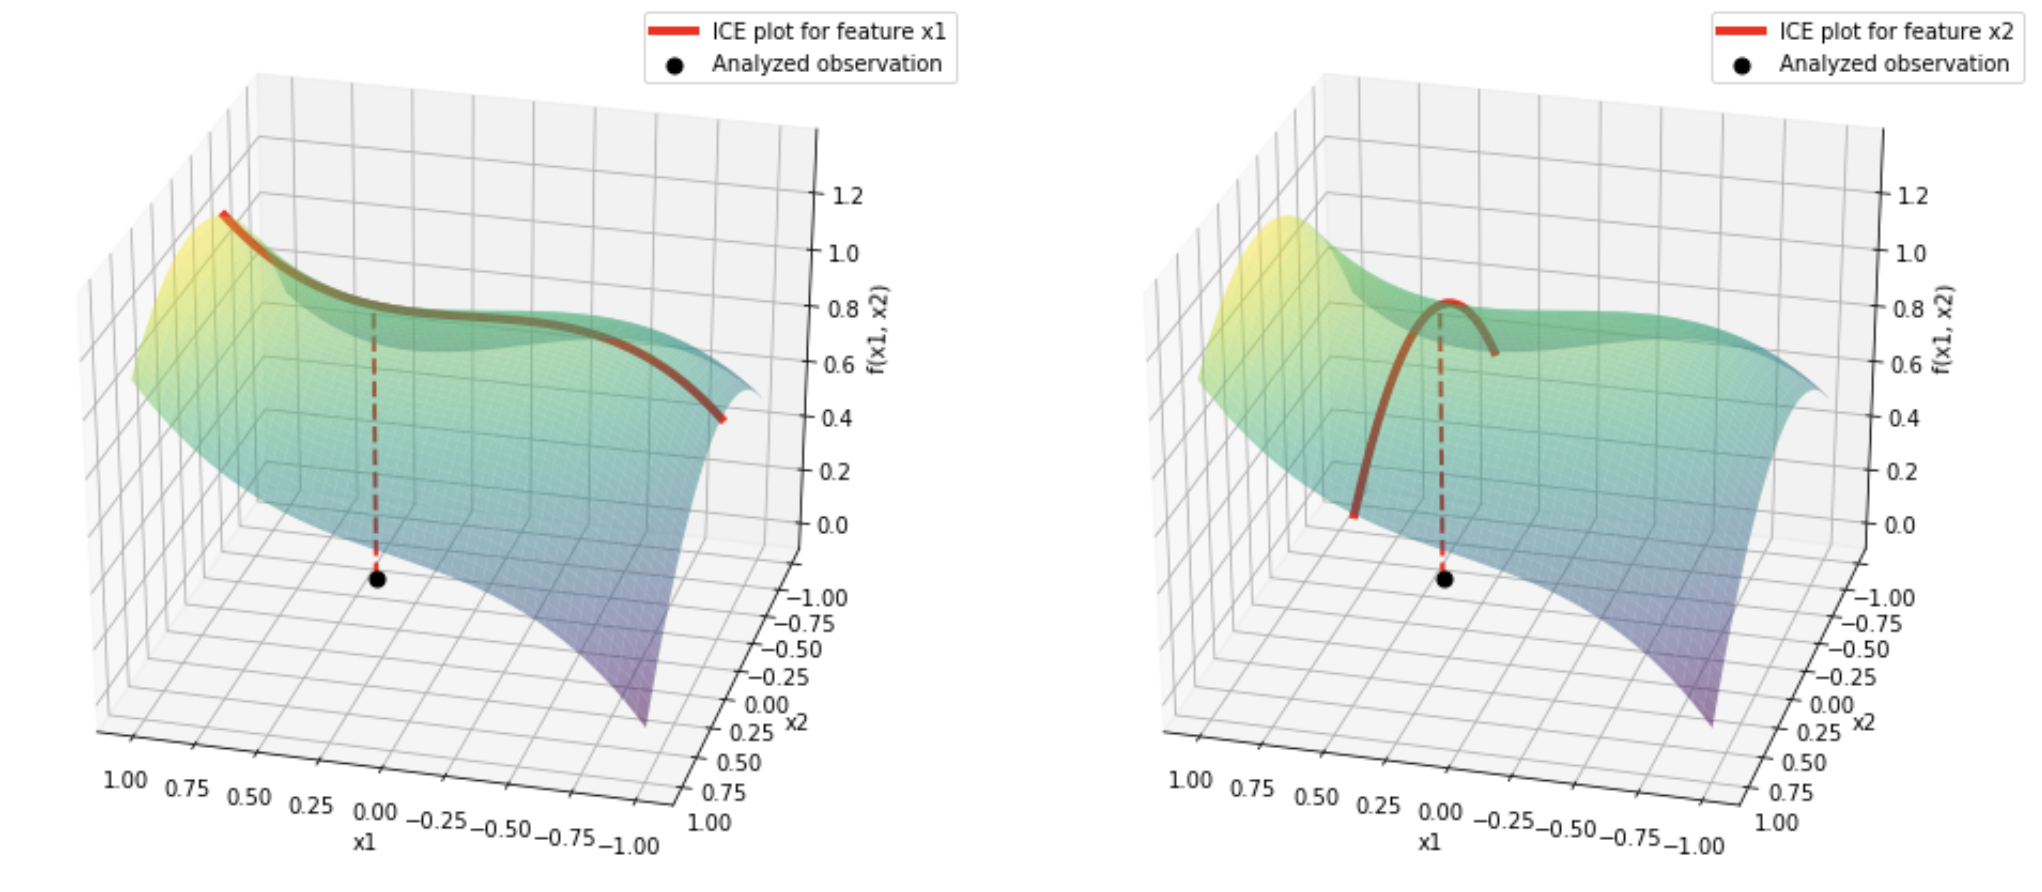 ICE plot for feature x1
Analyzed observation
1.2
1.0
0.8
0.6
0.4
0.2
0.0
f(x1, x2)
−1.00
−0.75
−0.50
−0.25
0.00
0.25
0.50
0.75
1.00
x2
1.00 0.75 0.50 0.25 0.00 −0.25 −0.50 −0.75 −1.00
x1
ICE plot for feature x2
Analyzed observation
1.2
1.0
0.8
0.6
0.4
0.2
0.0
f(x1, x2)
−1.00
−0.75
−0.50
−0.25
0.00
0.25
0.50
0.75
1.00
x2
1.00 0.75 0.50 0.25 0.00 −0.25 −0.50 −0.75 −1.00
x1